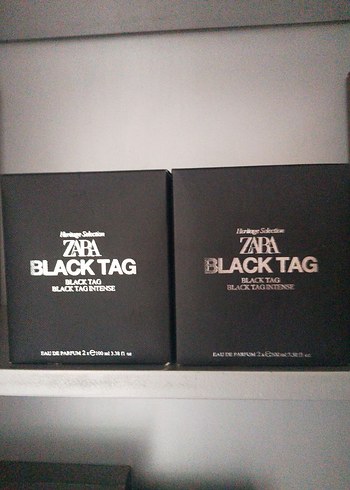 Heritage Selection
ZARA
BLACK TAG
BLACK TAG
BLACK TAG INTENSE
EAU DE PARFUM 2 x ℮100 ml 3.38 fl oz
Heritage Selection
ZARA
BLACK TAG
BLACK TAG
BLACK TAG INTENSE
EAU DE PARFUM 2 x ℮100 ml 3.38 fl oz